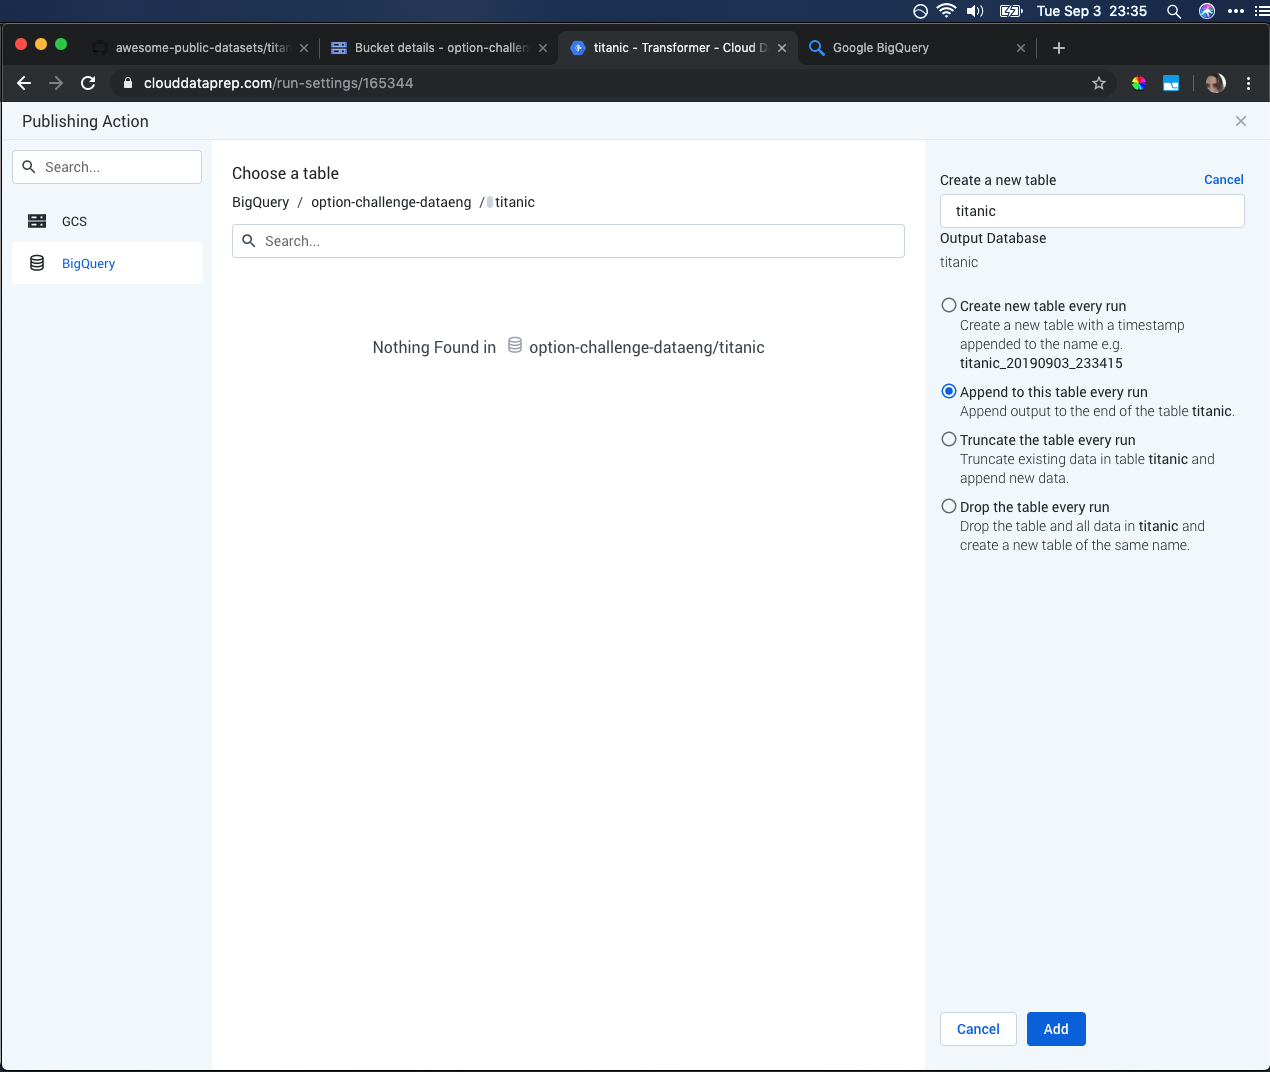 Tue Sep 3 23:35
awesome-public-datasets/titan
Bucket details - option-challen
titanic - Transformer - Cloud D
Google BigQuery
clouddataprep.com/run-settings/165344
Publishing Action
Search...
GCS
BigQuery
Choose a table
BigQuery / option-challenge-dataeng / titanic
Search...
Nothing Found in option-challenge-dataeng/titanic
Create a new table Cancel
titanic
Output Database
titanic
Create new table every run
Create a new table with a timestamp
appended to the name e.g.
titanic_20190903_233415
Append to this table every run
Append output to the end of the table titanic.
Truncate the table every run
Truncate existing data in table titanic and
append new data.
Drop the table every run
Drop the table and all data in titanic and
create a new table of the same name.
Cancel
Add